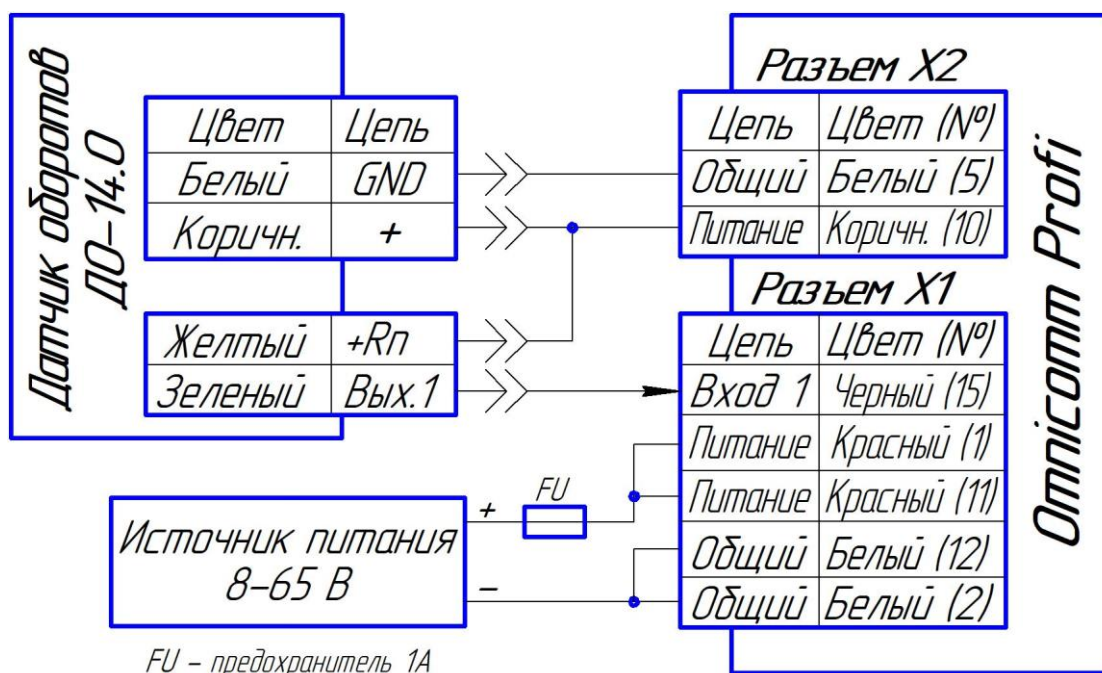 Датчик оборотов
ДО-14.0
Цвет Цепь
Белый GND
Коричн. +
Желтый +Rп
Зеленый Вых.1
Разъем X2
Цепь Цвет (№)
Общий Белый (5)
Питание Коричн. (10)
Разъем X1
Цепь Цвет (№)
Вход 1 Черный (15)
Питание Красный (1)
Питание Красный (11)
Общий Белый (12)
Общий Белый (2)
Omnicomm Profi
Источник питания
8-65 В
+
FU
-
FU - предохранитель 1А